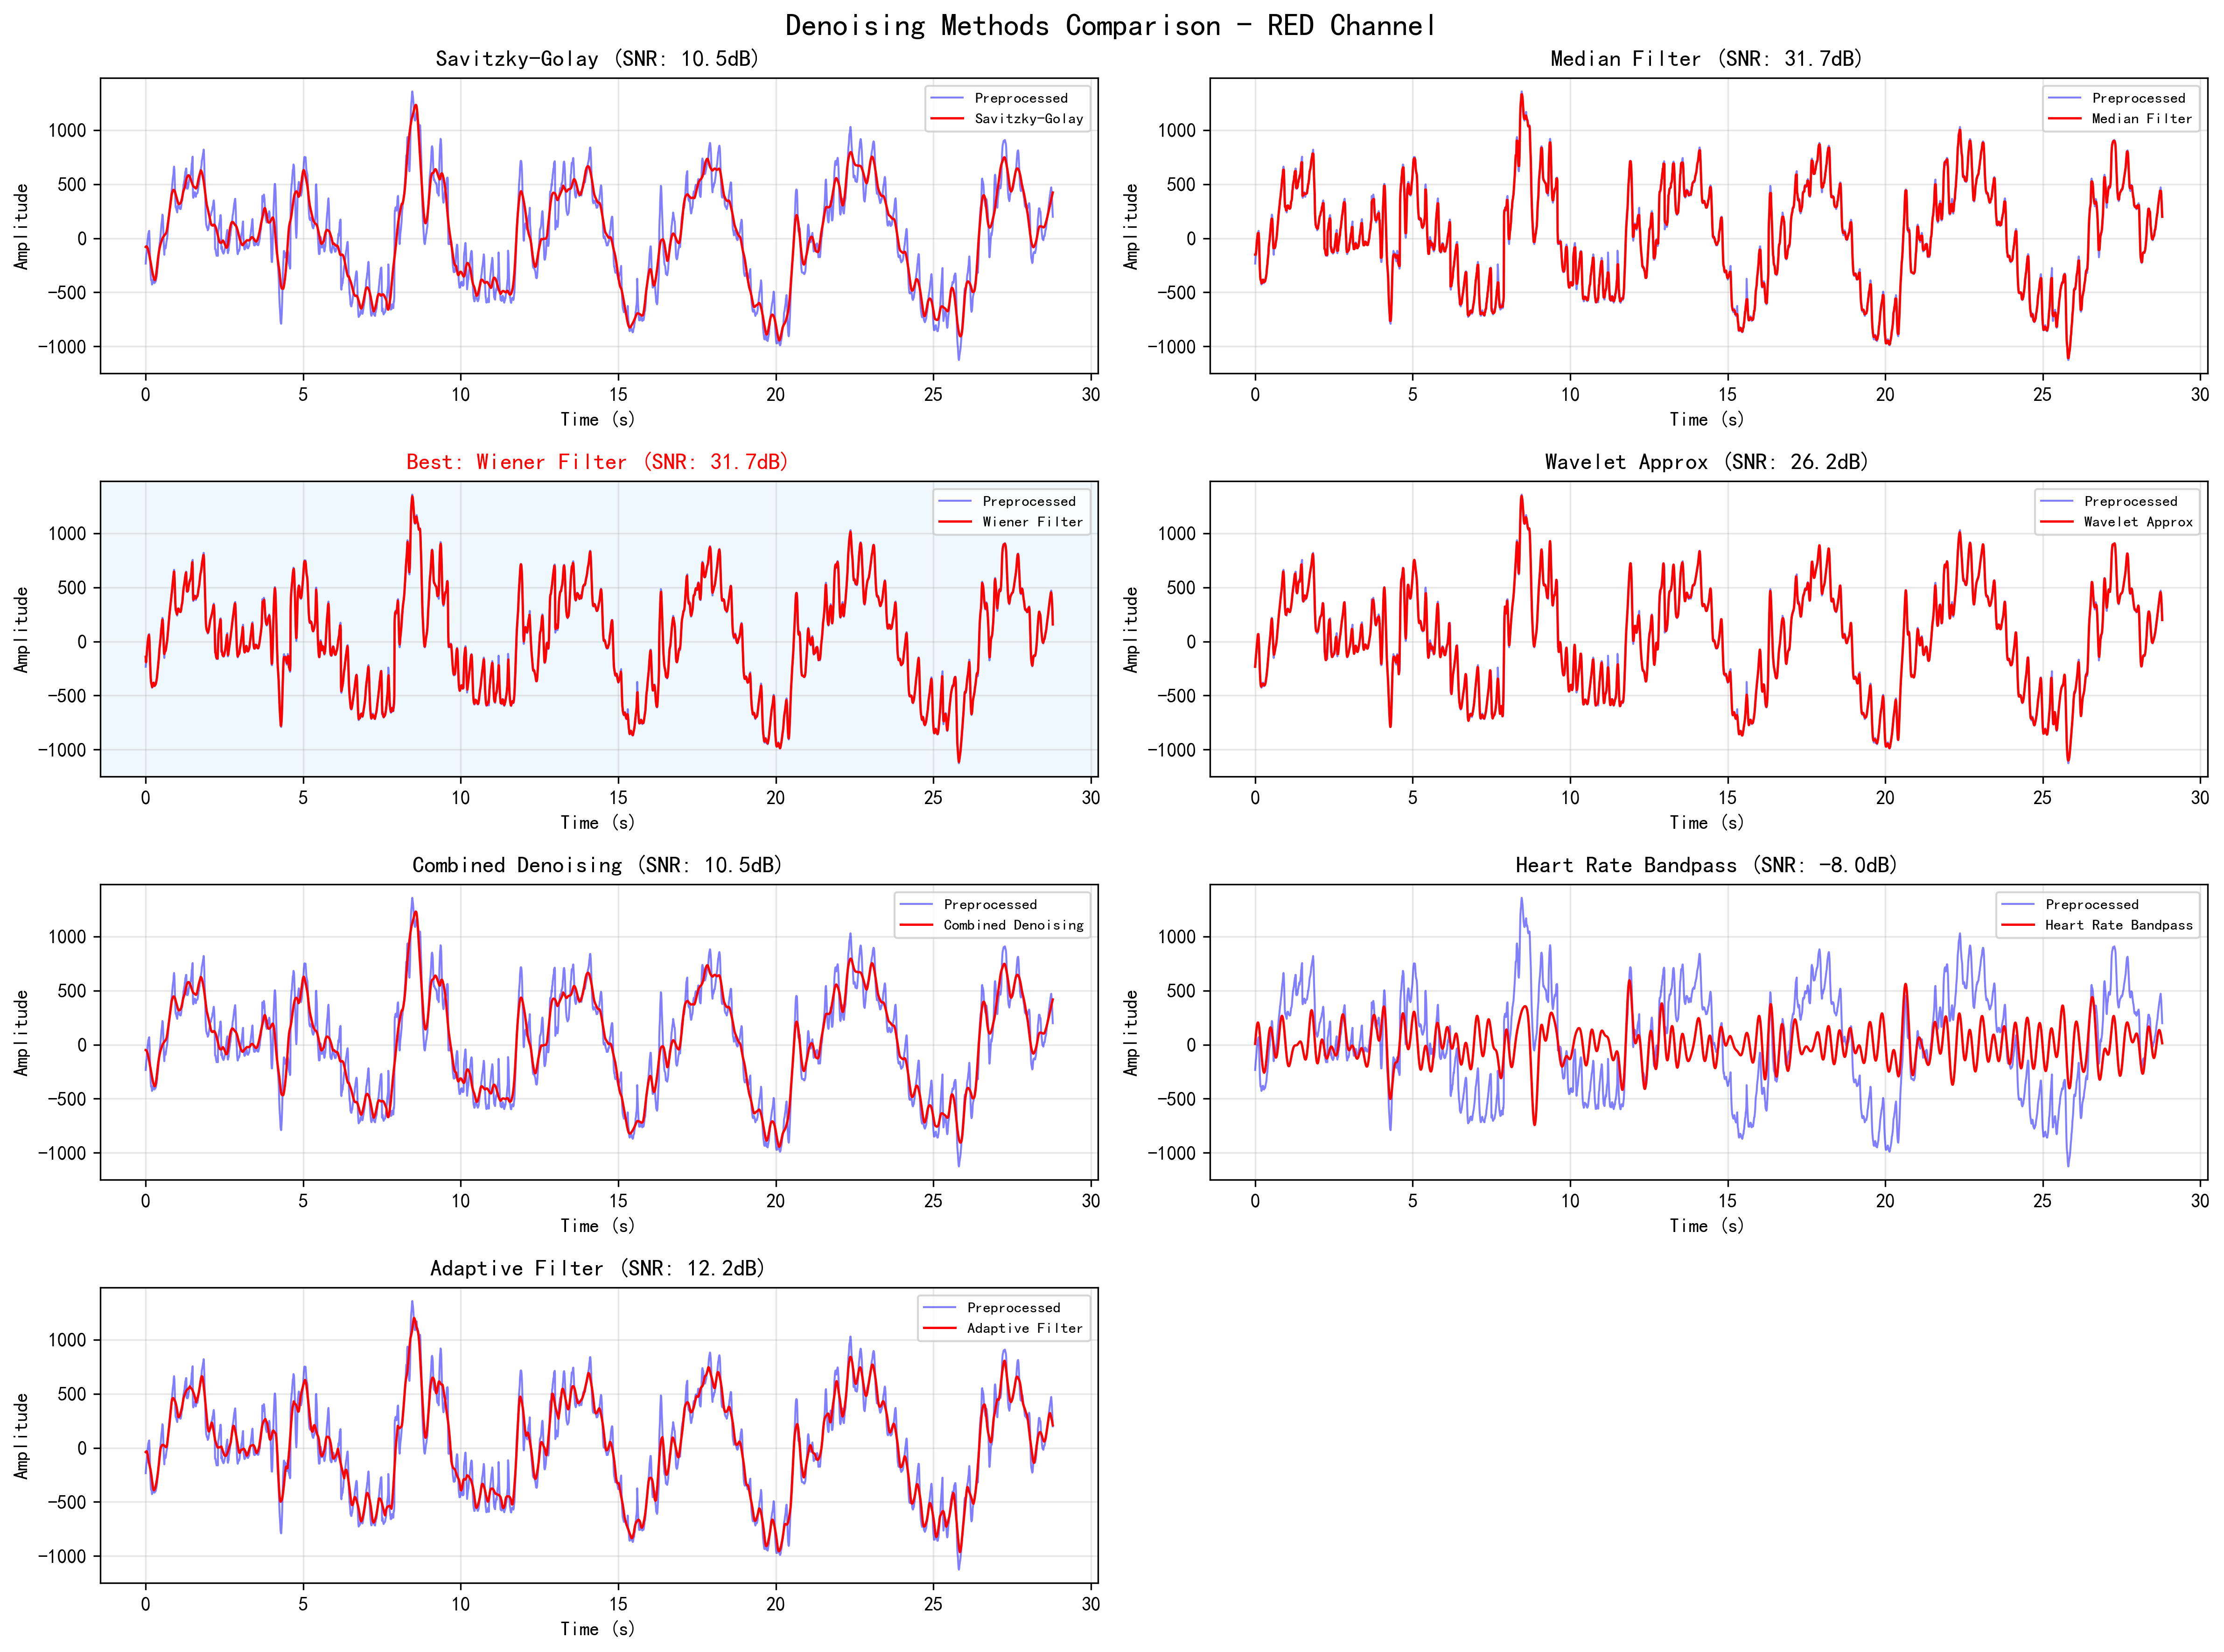 Denoising Methods Comparison - RED Channel
Savitzky-Golay (SNR: 10.5dB)
Amplitude
1000
500
0
−500
−1000
Preprocessed
Savitzky-Golay
0 5 10 15 20 25 30
Time (s)
Median Filter (SNR: 31.7dB)
Amplitude
1000
500
0
−500
−1000
Preprocessed
Median Filter
0 5 10 15 20 25 30
Time (s)
Best: Wiener Filter (SNR: 31.7dB)
Amplitude
1000
500
0
−500
−1000
Preprocessed
Wiener Filter
0 5 10 15 20 25 30
Time (s)
Wavelet Approx (SNR: 26.2dB)
Amplitude
1000
500
0
−500
−1000
Preprocessed
Wavelet Approx
0 5 10 15 20 25 30
Time (s)
Combined Denoising (SNR: 10.5dB)
Amplitude
1000
500
0
−500
−1000
Preprocessed
Combined Denoising
0 5 10 15 20 25 30
Time (s)
Heart Rate Bandpass (SNR: -8.0dB)
Amplitude
1000
500
0
−500
−1000
Preprocessed
Heart Rate Bandpass
0 5 10 15 20 25 30
Time (s)
Adaptive Filter (SNR: 12.2dB)
Amplitude
1000
500
0
−500
−1000
Preprocessed
Adaptive Filter
0 5 10 15 20 25 30
Time (s)